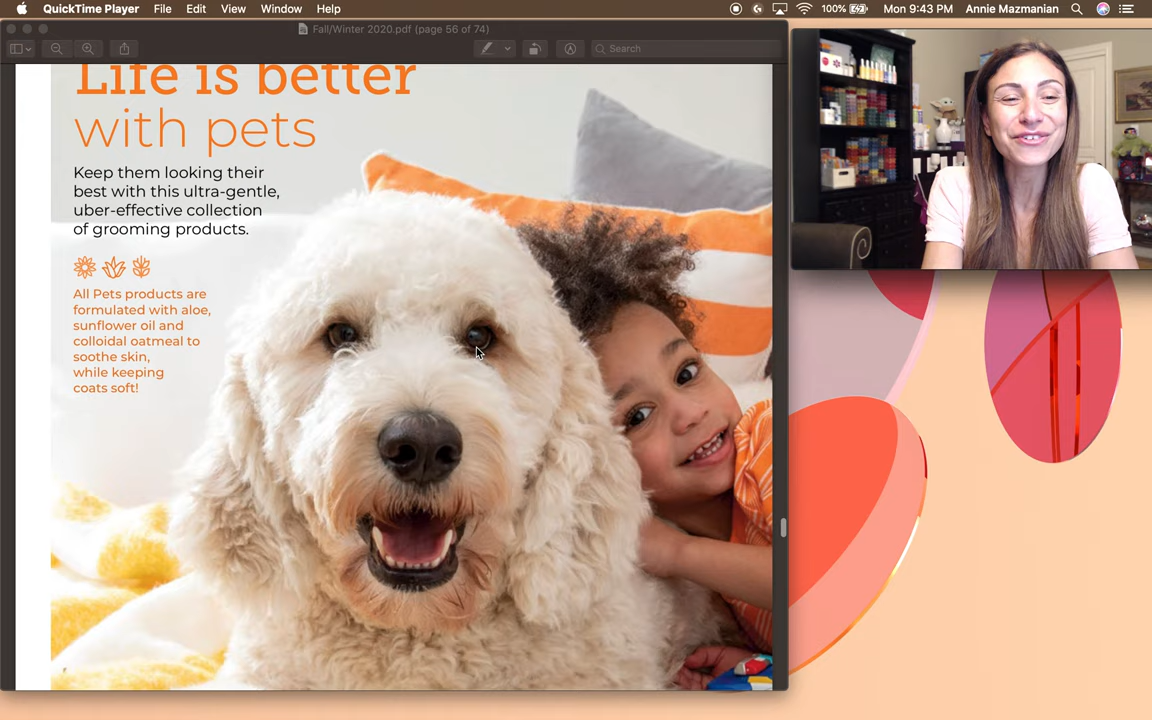 QuickTime Player File Edit View Window Help 100% Mon 9:43 PM Annie Mazmanian
Fall/Winter 2020.pdf (page 56 of 74)
Search
Life is better
with pets
Keep them looking their
best with this ultra-gentle,
uber-effective collection
of grooming products.
All Pets products are
formulated with aloe,
sunflower oil and
colloidal oatmeal to
soothe skin,
while keeping
coats soft!